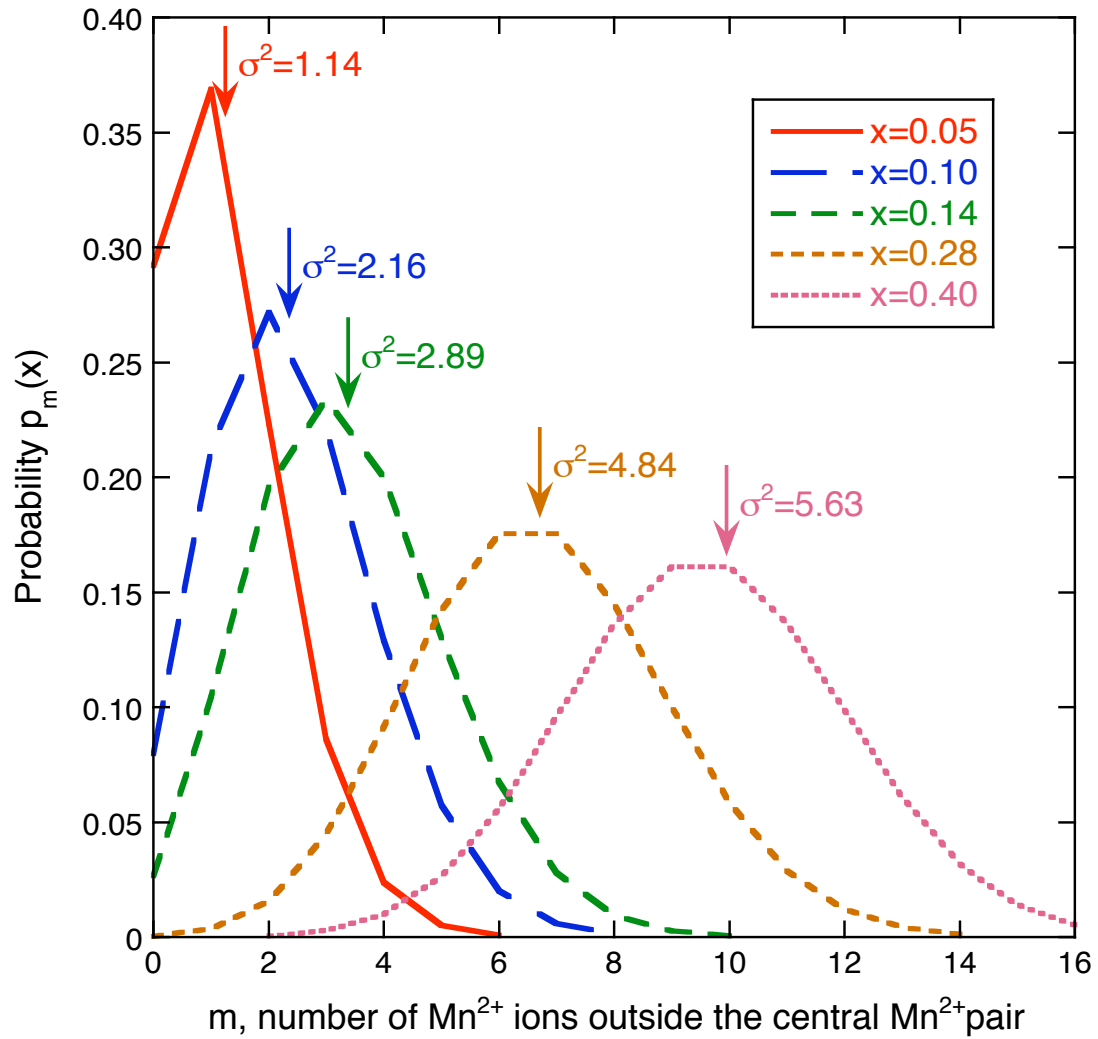 0.40
0.35
0.30
0.25
0.20
0.15
0.10
0.05
0
Probability p_m(x)
σ²=1.14
σ²=2.16
σ²=2.89
σ²=4.84
σ²=5.63
x=0.05
x=0.10
x=0.14
x=0.28
x=0.40
0 2 4 6 8 10 12 14 16
m, number of Mn²⁺ ions outside the central Mn²⁺pair